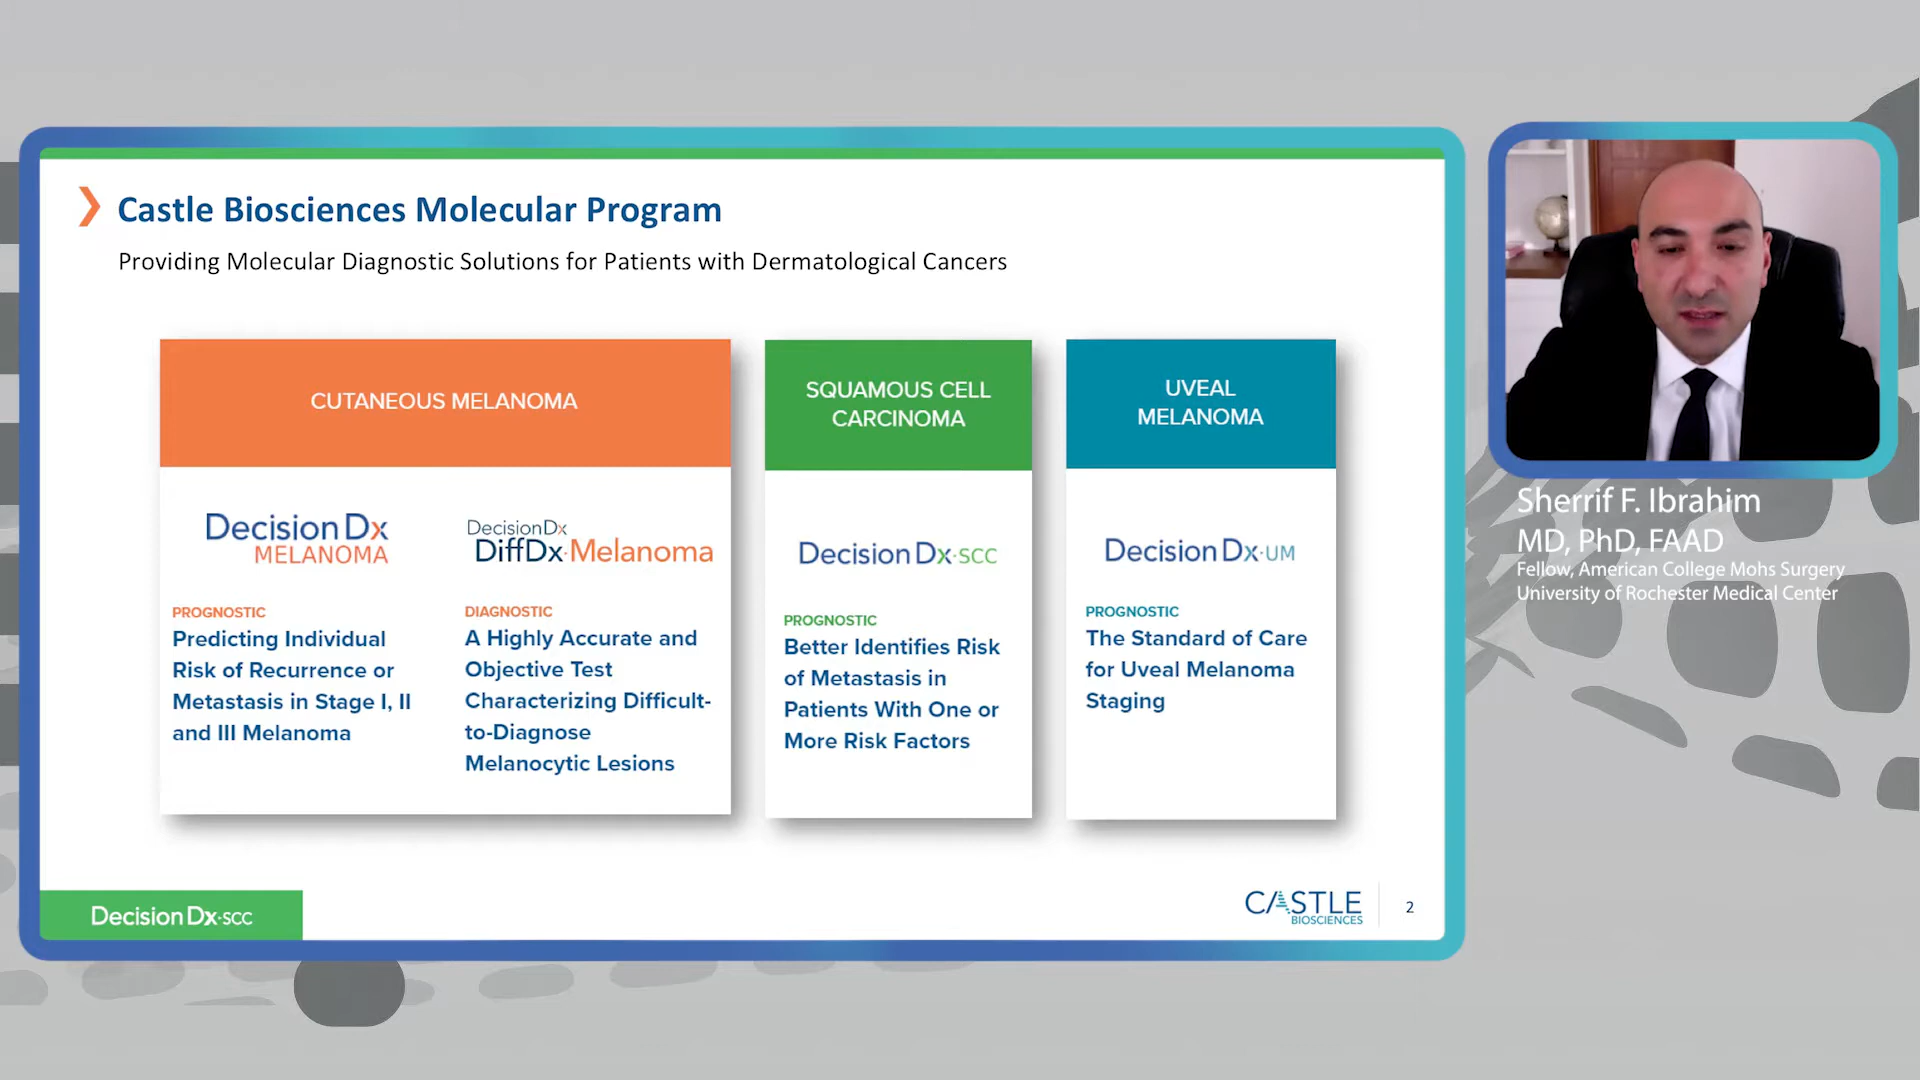 Castle Biosciences Molecular Program
Providing Molecular Diagnostic Solutions for Patients with Dermatological Cancers
CUTANEOUS MELANOMA
DecisionDx
MELANOMA
PROGNOSTIC
Predicting Individual
Risk of Recurrence or
Metastasis in Stage I, II
and III Melanoma
DecisionDx
DiffDx·Melanoma
DIAGNOSTIC
A Highly Accurate and
Objective Test
Characterizing Difficult-
to-Diagnose
Melanocytic Lesions
SQUAMOUS CELL
CARCINOMA
DecisionDx·SCC
PROGNOSTIC
Better Identifies Risk
of Metastasis in
Patients With One or
More Risk Factors
UVEAL
MELANOMA
DecisionDx·UM
PROGNOSTIC
The Standard of Care
for Uveal Melanoma
Staging
DecisionDx·SCC
CASTLE
BIOSCIENCES
2
Sherrif F. Ibrahim
MD, PhD, FAAD
Fellow, American College Mohs Surgery
University of Rochester Medical Center